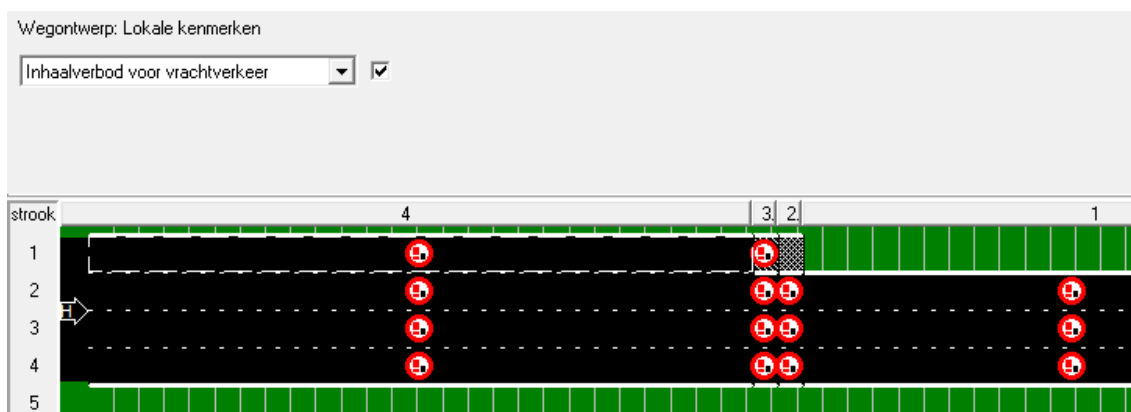 Wegontwerp: Lokale kenmerken
Inhaalverbod voor vrachtverkeer
strook 4 3. 2. 1
1
2
H
3
4
5